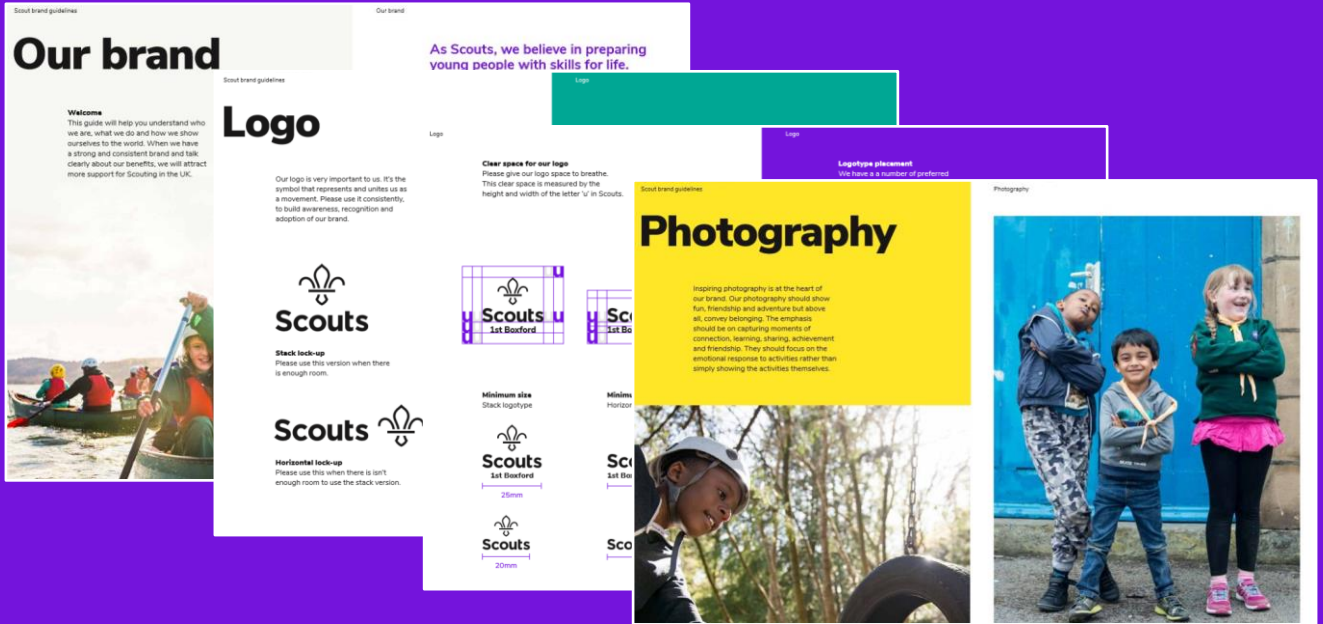 Scout brand guidelines
Our brand
Our brand
As Scouts, we believe in preparing
young people with skills for life.
Welcome
This guide will help you understand who
we are, what we do and how we show
ourselves to the world. When we have
a strong and consistent brand and talk
clearly about our benefits, we will attract
more support for Scouting in the UK.
Scout brand guidelines
Logo
Logo
Our logo is very important to us. It's the
symbol that represents and unites us as
a movement. Please use it consistently,
to build awareness, recognition and
adoption of our brand.
Scouts
Stack lock-up
Please use this version when there
is enough room.
Scouts
Horizontal lock-up
Please use this when there is isn't
enough room to use the stack version.
Logo
Clear space for our logo
Please give our logo space to breathe.
This clear space is measured by the
height and width of the letter 'u' in Scouts.
u
u
u
u
Scouts
1st Boxford
u
u
u
Sc
1st Bo
Minimum size
Stack logotype
Minimu
Horizor
Scouts
1st Boxford
25mm
Sc
Scouts
20mm
Sco
Logo
Logotype placement
We have a a number of preferred
Scout brand guidelines
Photography
Inspiring photography is at the heart of
our brand. Our photography should show
fun, friendship and adventure but above
all, convey belonging. The emphasis
should be on capturing moments of
connection, learning, sharing, achievement
and friendship. They should focus on the
emotional response to activities rather than
simply showing the activities themselves.
Photography